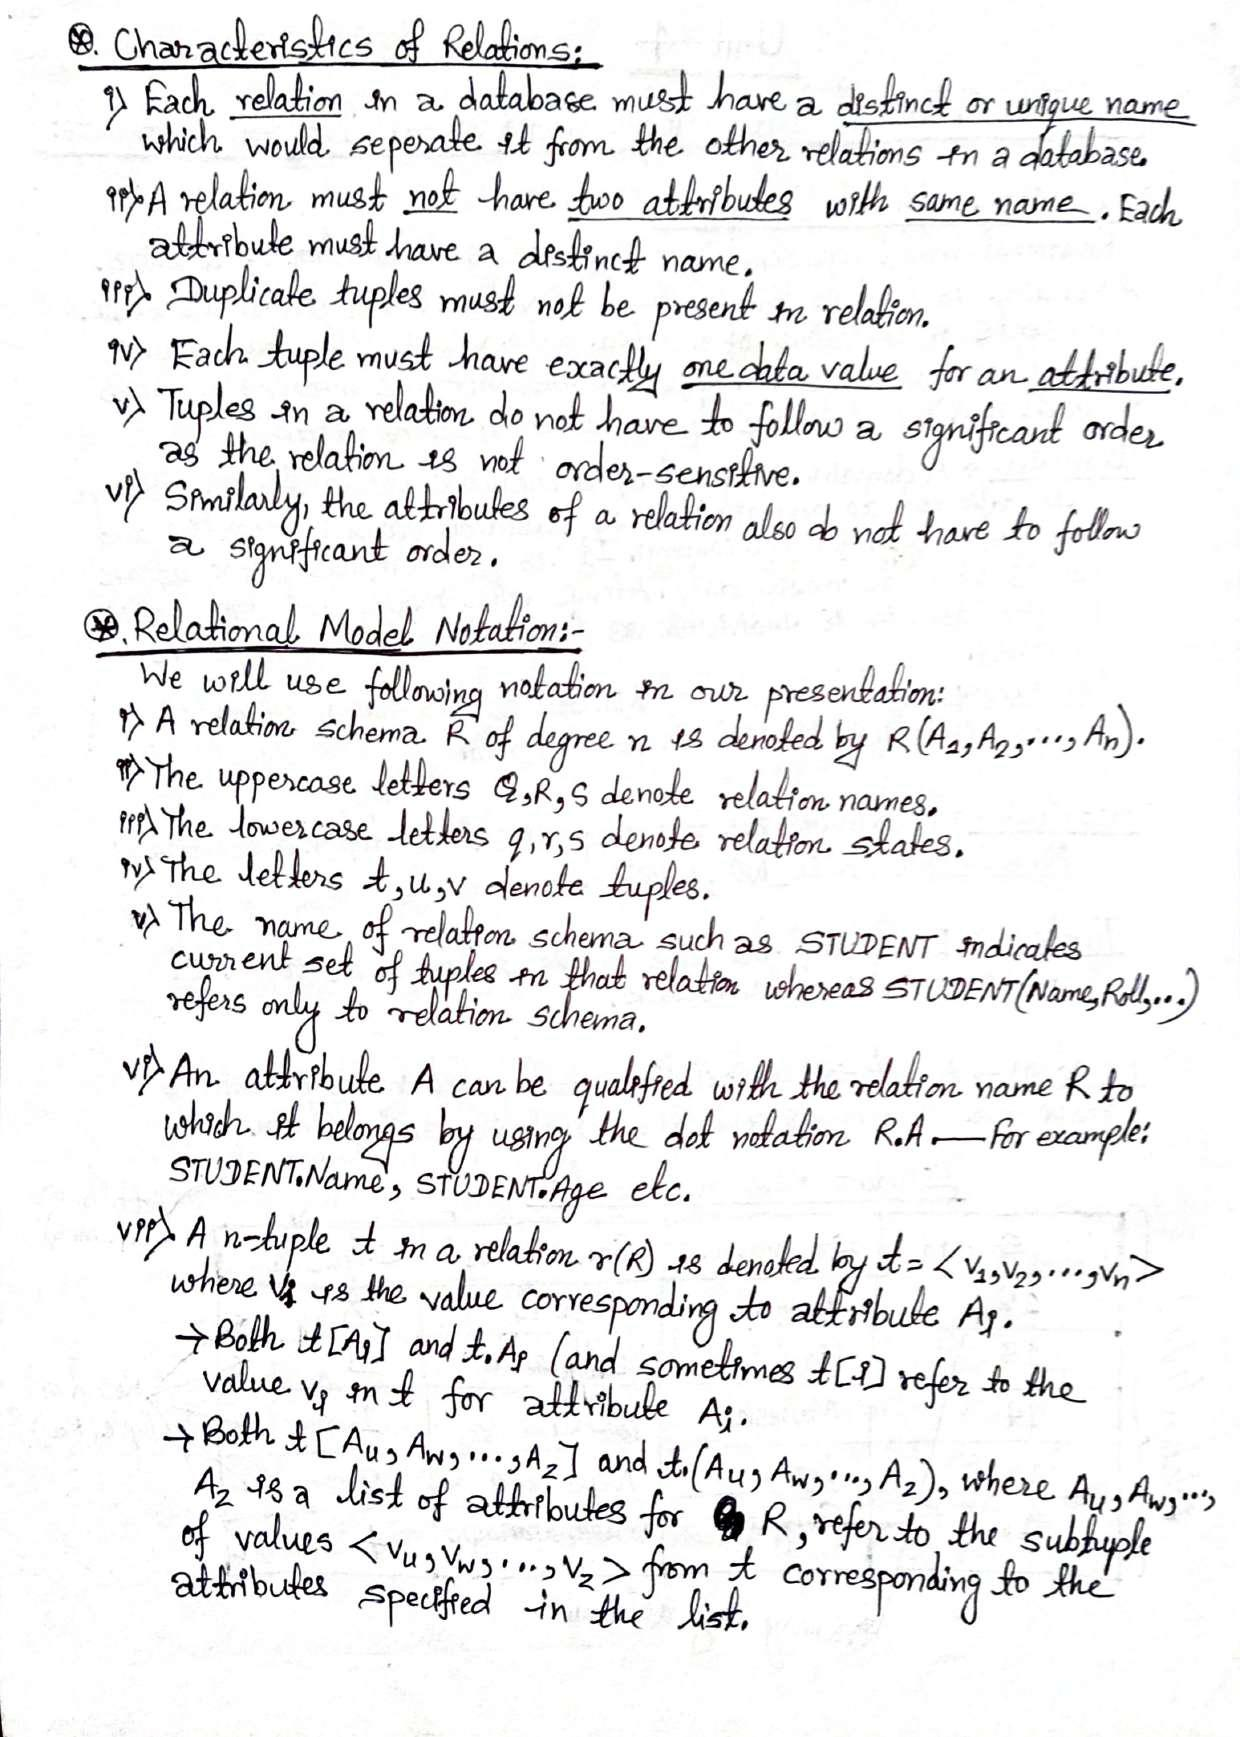 ⊛. Characteristics of Relations:
i) Each relation in a database must have a distinct or unique name
which would seperate it from the other relations in a database.
ii) A relation must not have two attributes with same name. Each
attribute must have a distinct name.
iii) Duplicate tuples must not be present in relation.
iv) Each tuple must have exactly one data value for an attribute.
v) Tuples in a relation do not have to follow a significant order
as the relation is not order-sensitive.
vi) Similarly, the attributes of a relation also do not have to follow
a significant order.
⊛. Relational Model Notation:-
We will use following notation in our presentation:
i) A relation schema R of degree n is denoted by R(A₁, A₂, ..., An).
ii) The uppercase letters Q, R, S denote relation names.
iii) The lowercase letters q, r, s denote relation states.
iv) The letters t, u, v denote tuples.
v) The name of relation schema such as STUDENT indicates
current set of tuples in that relation whereas STUDENT(Name, Roll, ...)
refers only to relation schema.
vi) An attribute A can be qualified with the relation name R to
which it belongs by using the dot notation R.A — for example:
STUDENT.Name, STUDENT.Age etc.
vii) A n-tuple t in a relation r(R) is denoted by t = <v₁, v₂, ..., vn>
where vi is the value corresponding to attribute Ai.
→ Both t[Ai] and t.Ai (and sometimes t[i] refer to the
value vi in t for attribute Ai.
→ Both t[Au, Aw, ..., Az] and t.(Au, Aw, ..., Az), where Au, Aw, ...,
Az is a list of attributes for R, refer to the subtuple
of values <vu, vw, ..., vz> from t corresponding to the
attributes specified in the list.